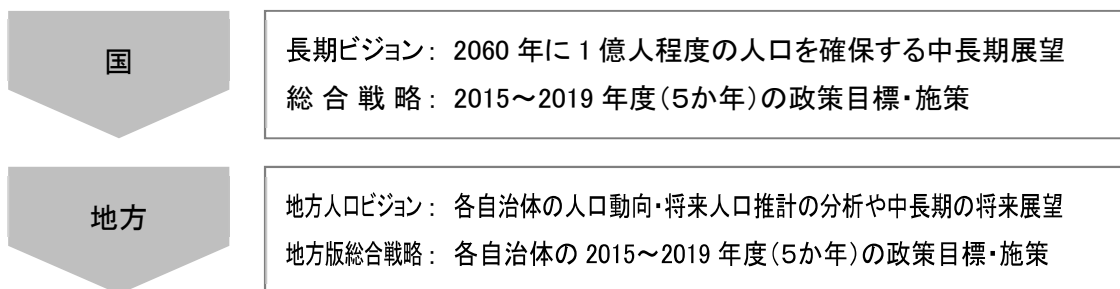 国
長期ビジョン： 2060 年に 1 億人程度の人口を確保する中長期展望
総 合 戦 略： 2015～2019 年度（５か年）の政策目標・施策
地方
地方人口ビジョン： 各自治体の人口動向・将来人口推計の分析や中長期の将来展望
地方版総合戦略： 各自治体の 2015～2019 年度（５か年）の政策目標・施策